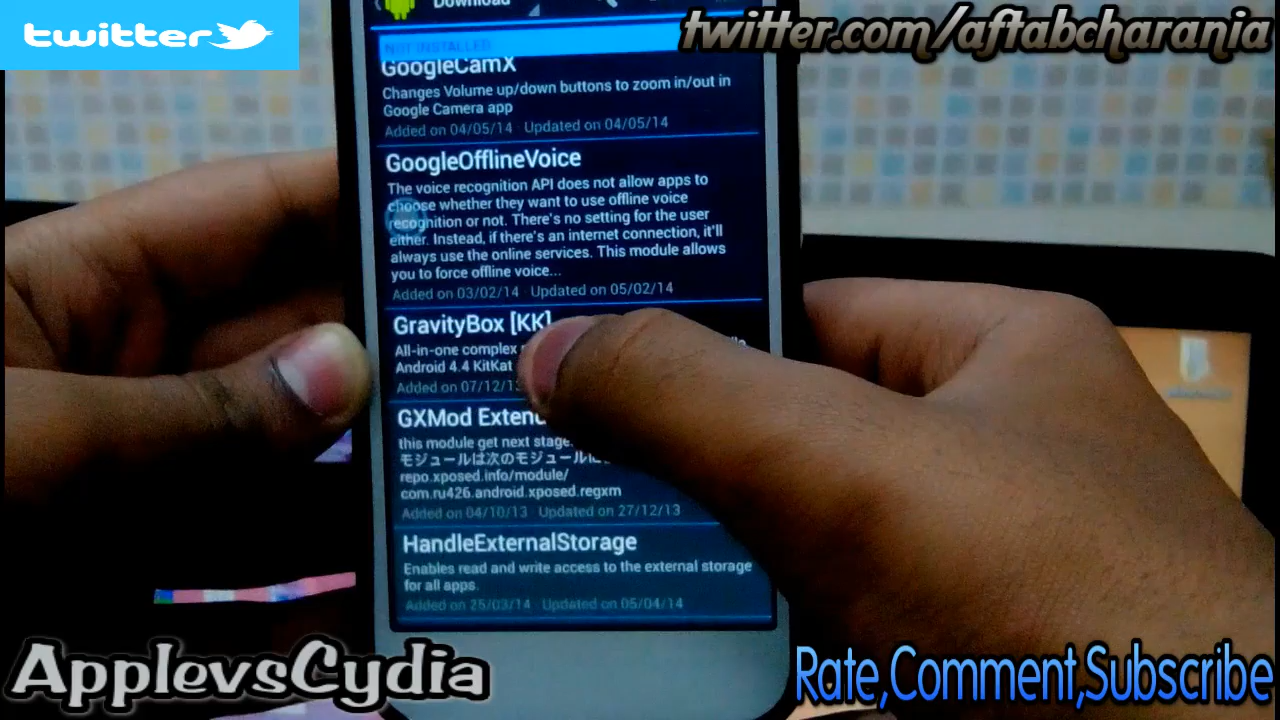 twitter
twitter.com/aftabcharania
Download
NOT INSTALLED
GoogleCamX
Changes Volume up/down buttons to zoom in/out in
Google Camera app
Added on 04/05/14 Updated on 04/05/14
GoogleOfflineVoice
The voice recognition API does not allow apps to
choose whether they want to use offline voice
recognition or not. There's no setting for the user
either. Instead, if there's an internet connection, it'll
always use the online services. This module allows
you to force offline voice...
Added on 03/02/14 Updated on 05/02/14
GravityBox [KK]
All-in-one complex
Android 4.4 KitKat
Added on 07/12/13
GXMod Extend
this module get next stage.
モジュールは次のモジュールに
repo.xposed.info/module/
com.ru426.android.xposed.regxm
Added on 04/10/13 Updated on 27/12/13
HandleExternalStorage
Enables read and write access to the external storage
for all apps.
Added on 25/03/14 Updated on 05/04/14
ApplevsCydia
Rate,Comment,Subscribe